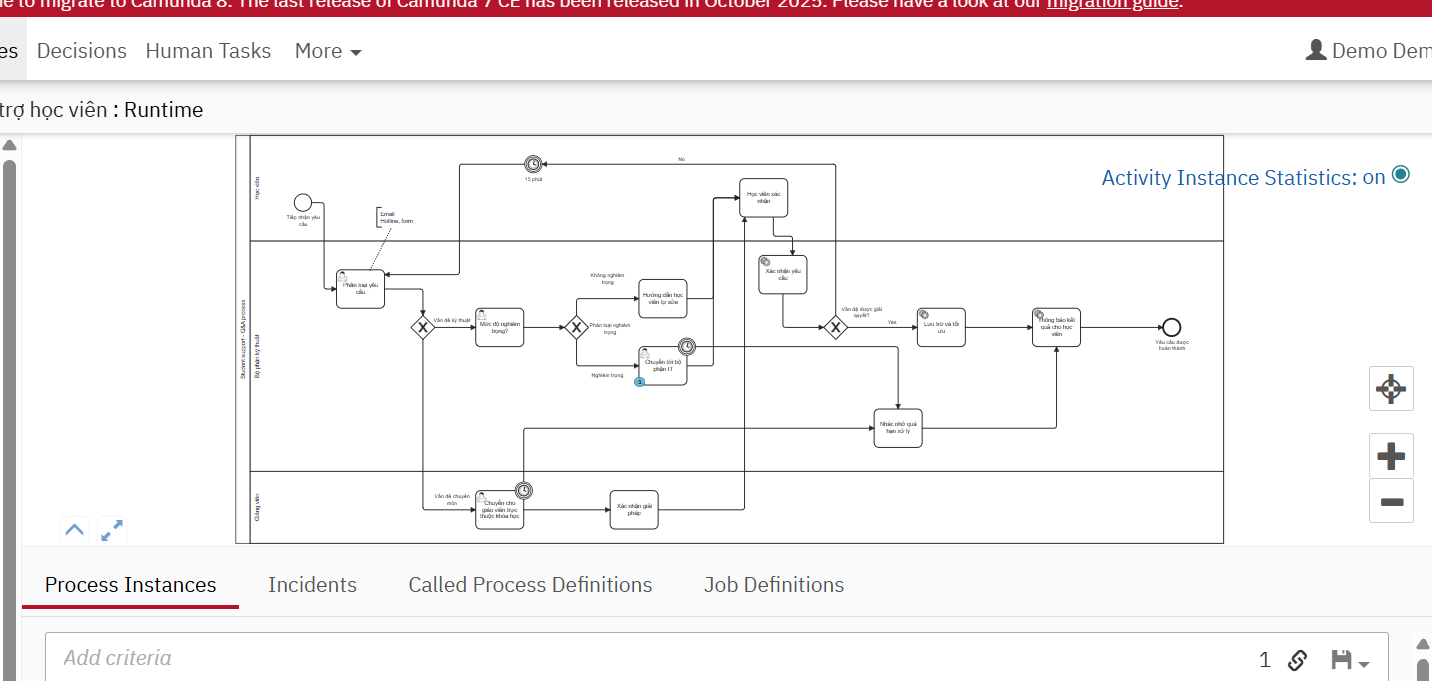 e to migrate to Camunda 8. The last release of Camunda 7 CE has been released in October 2025. Please have a look at our migration guide.
es Decisions Human Tasks More
Demo Dem
trợ học viên : Runtime
Activity Instance Statistics: on
Student support - Q&A process
Học viên
Tiếp nhận yêu
cầu
Email
Hotline, form
15 phút
No
Học viên xác
nhận
Bộ phận kỹ thuật
Phân loại yêu
cầu
Vấn đề kỹ thuật
Mức độ nghiêm
trọng?
Không nghiêm
trọng
Phân loại nghiêm
trọng
Nghiêm trọng
Hướng dẫn học
viên tự sửa
Chuyển tới bộ
phận IT
1
Xác nhận yêu
cầu
Vấn đề được giải
quyết?
Yes
Lưu trữ và tối
ưu
Thông báo kết
quả cho học
viên
Yêu cầu được
hoàn thành
Nhắc nhở quá
hạn xử lý
Giảng viên
Vấn đề chuyên
môn
Chuyển cho
giáo viên trực
thuộc khóa học
Xác nhận giải
pháp
Process Instances Incidents Called Process Definitions Job Definitions
Add criteria
1